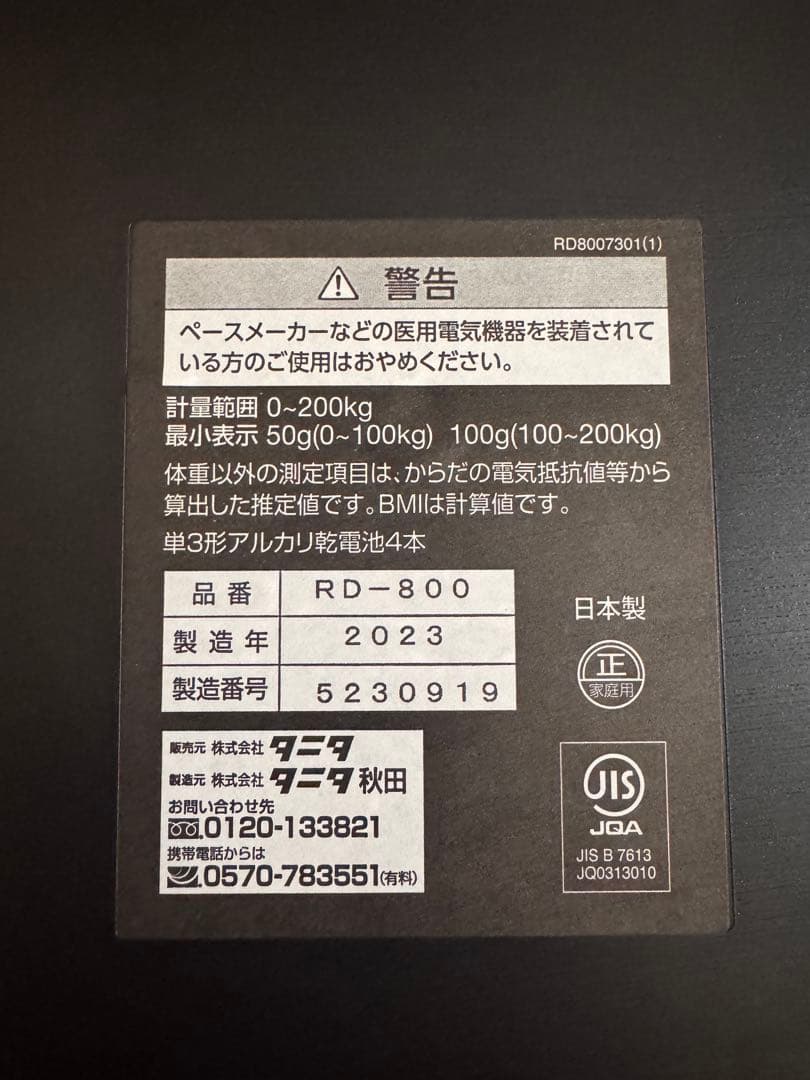 RD8007301(1)
警告
ペースメーカーなどの医用電気機器を装着されて
いる方のご使用はおやめください。
計量範囲 0~200kg
最小表示 50g(0~100kg) 100g(100~200kg)
体重以外の測定項目は、からだの電気抵抗値等から
算出した推定値です。BMIは計算値です。
単3形アルカリ乾電池4本
品番 RD-800
製造年 2023
製造番号 5230919
日本製
正
家庭用
販売元 株式会社 タニタ
製造元 株式会社 タニタ秋田
お問い合わせ先
0120-133821
携帯電話からは
0570-783551(有料)
JIS
JQA
JIS B 7613
JQ0313010